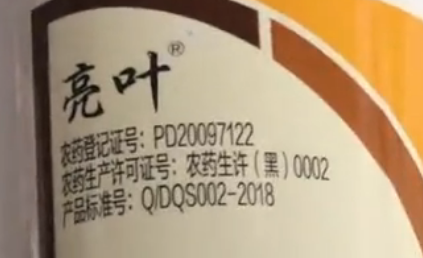 亮叶®
农药登记证号：PD20097122
农药生产许可证号：农药生许（黑）0002
产品标准号：Q/DQS002-2018